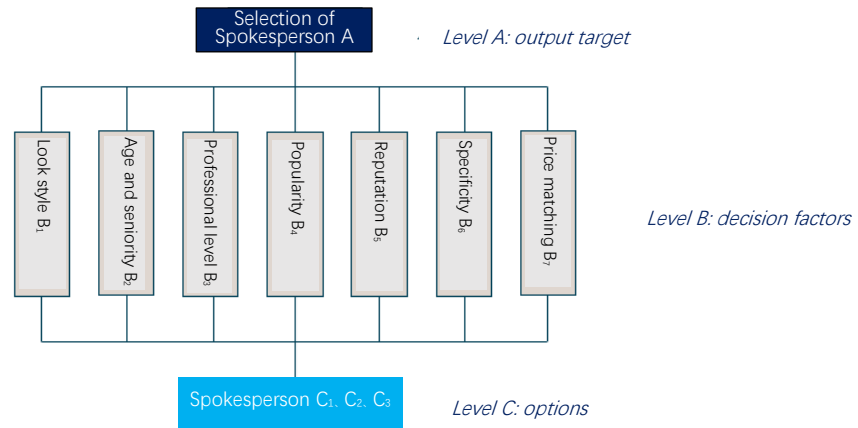 Selection of
Spokesperson A
Level A: output target
Look style B₁
Age and seniority B₂
Professional level B₃
Popularity B₄
Reputation B₅
Specificity B₆
Price matching B₇
Level B: decision factors
Spokesperson C₁、C₂、C₃
Level C: options